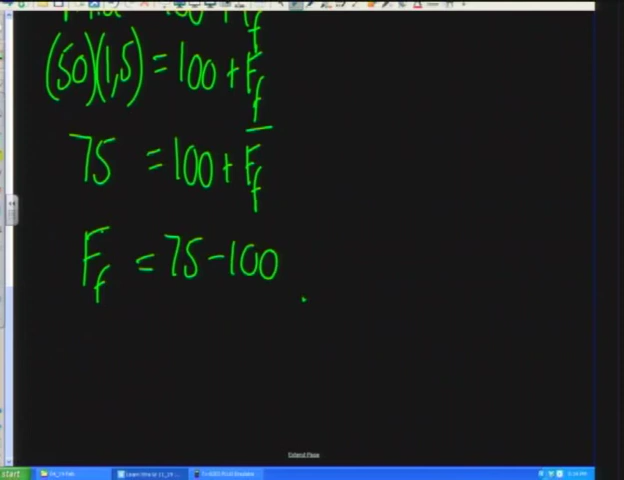 (50)(1,5) = 100 + Ff
75 = 100 + Ff
Ff = 75 - 100
Extend Page
start